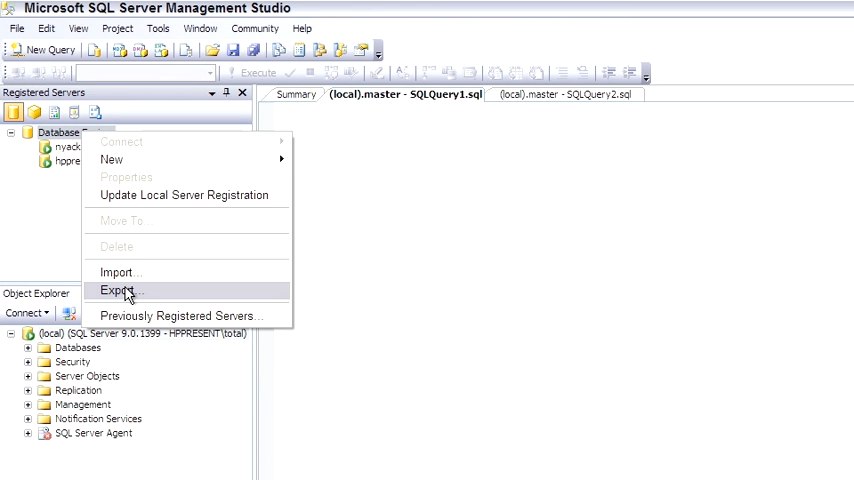 Microsoft SQL Server Management Studio
File Edit View Project Tools Window Community Help
New Query
Execute
Registered Servers
Summary (local).master - SQLQuery1.sql (local).master - SQLQuery2.sql
Database
nyack
hppre
Connect
New
Properties
Update Local Server Registration
Move To...
Delete
Import...
Export...
Previously Registered Servers...
Object Explorer
Connect
(local) (SQL Server 9.0.1399 - HPPRESENT\total)
Databases
Security
Server Objects
Replication
Management
Notification Services
SQL Server Agent